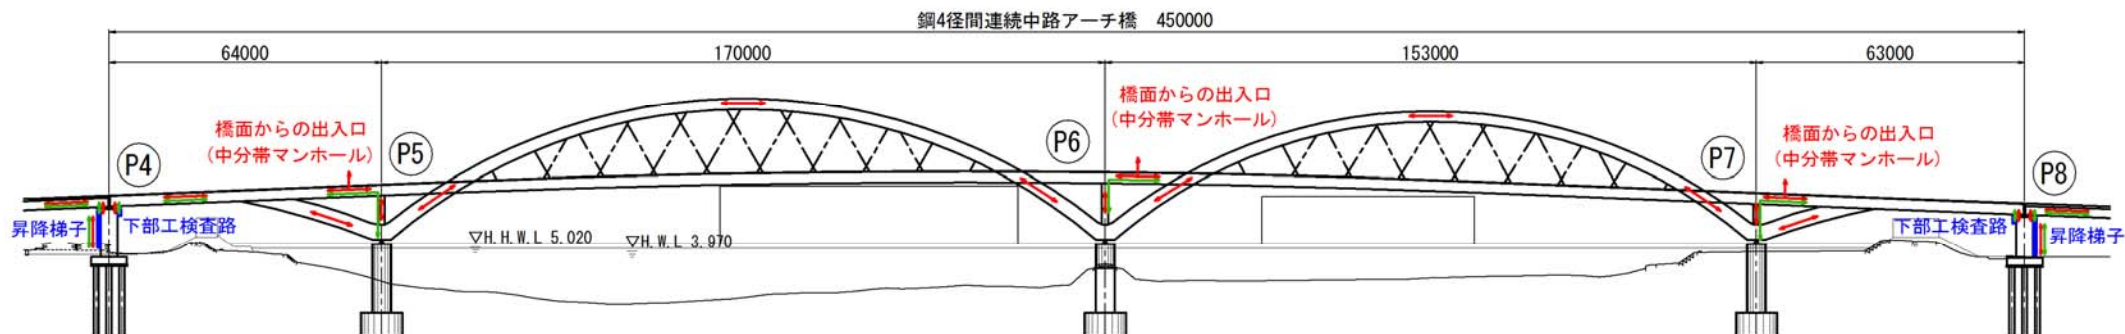 鋼4径間連続中路アーチ橋 450000
64000
170000
153000
63000
橋面からの出入口
(中分帯マンホール)
P4
P5
P6
橋面からの出入口
(中分帯マンホール)
P7
橋面からの出入口
(中分帯マンホール)
P8
昇降梯子
下部工検査路
▽H.H.W.L 5.020
▽H.W.L 3.970
下部工検査路
昇降梯子